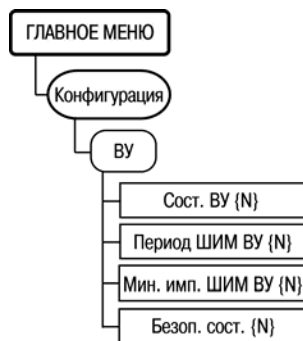 ГЛАВНОЕ МЕНЮ
Конфигурация
ВУ
Сост. ВУ {N}
Период ШИМ ВУ {N}
Мин. имп. ШИМ ВУ {N}
Безоп. сост. {N}